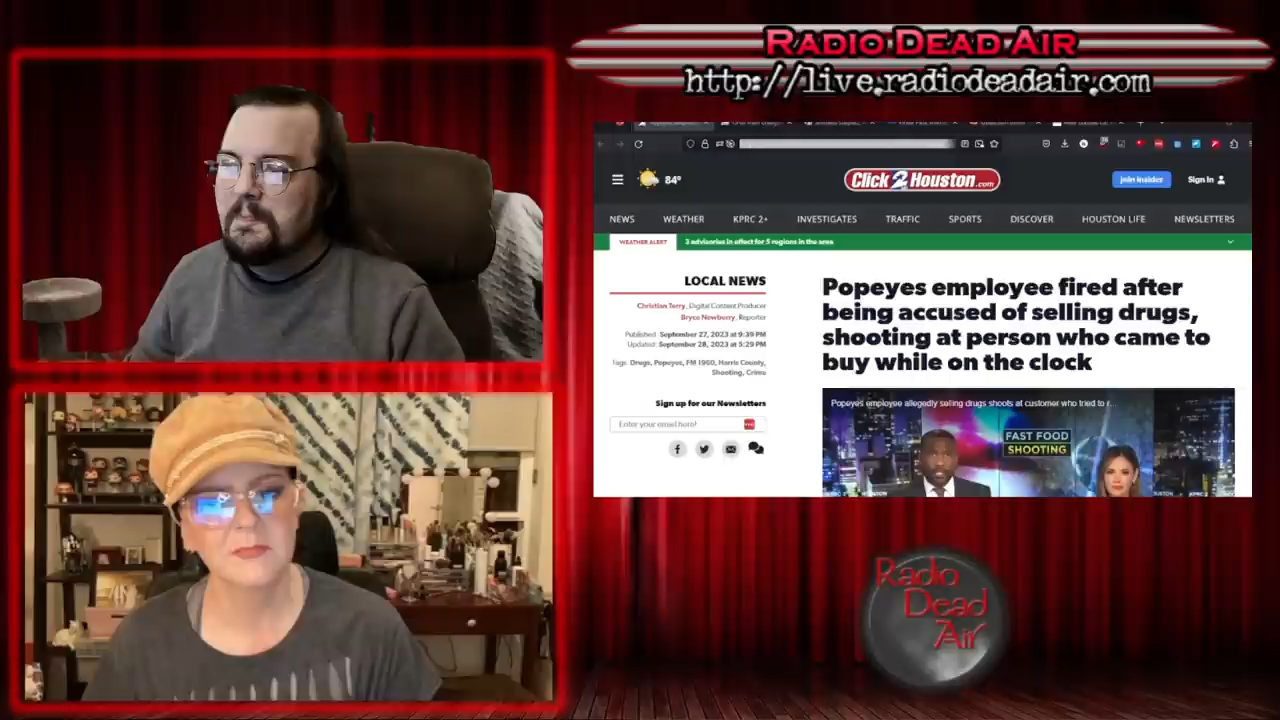 RADIO DEAD AIR
http://live.radiodeadair.com
84°
Click2Houston.com
join insider
Sign In
NEWS WEATHER KPRC 2+ INVESTIGATES TRAFFIC SPORTS DISCOVER HOUSTON LIFE NEWSLETTERS
WEATHER ALERT
3 advisories in effect for 5 regions in the area
LOCAL NEWS
Christian Terry, Digital Content Producer
Bryce Newberry, Reporter
Published: September 27, 2023 at 9:39 PM
Updated: September 28, 2023 at 5:29 PM
Tags: Drugs, Popeyes, FM 1960, Harris County,
Shooting, Crime
Sign up for our Newsletters
Enter your email here!
Popeyes employee fired after
being accused of selling drugs,
shooting at person who came to
buy while on the clock
Popeyes employee allegedly selling drugs shoots at customer who tried to r...
FAST FOOD
SHOOTING
Radio
Dead
Air